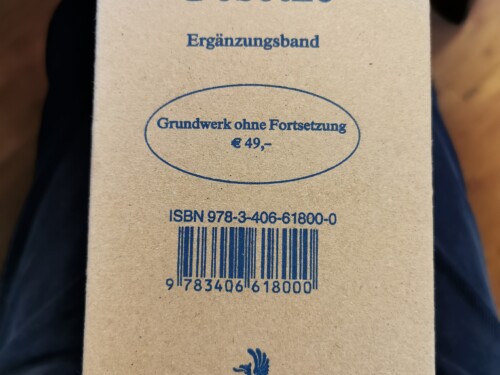 Ergänzungsband
Grundwerk ohne Fortsetzung
€ 49,–
ISBN 978-3-406-61800-0
9 783406 618000